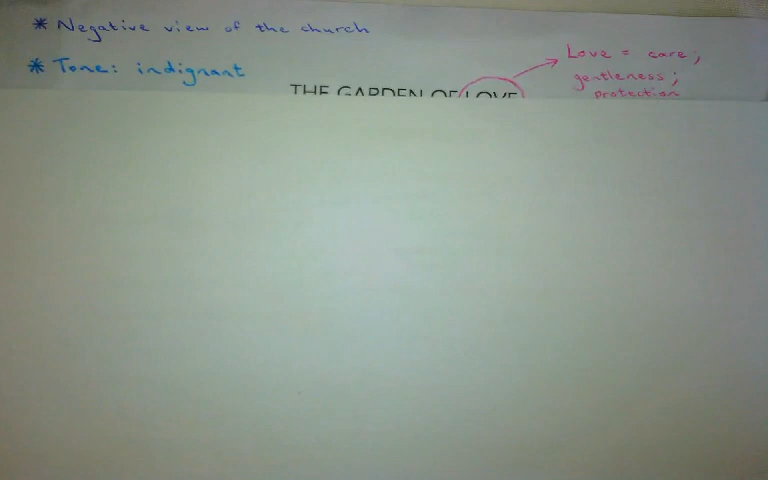 * Negative view of the church
* Tone: indignant
Love = care;
gentleness;
protection
THE GARDEN OF LOVE